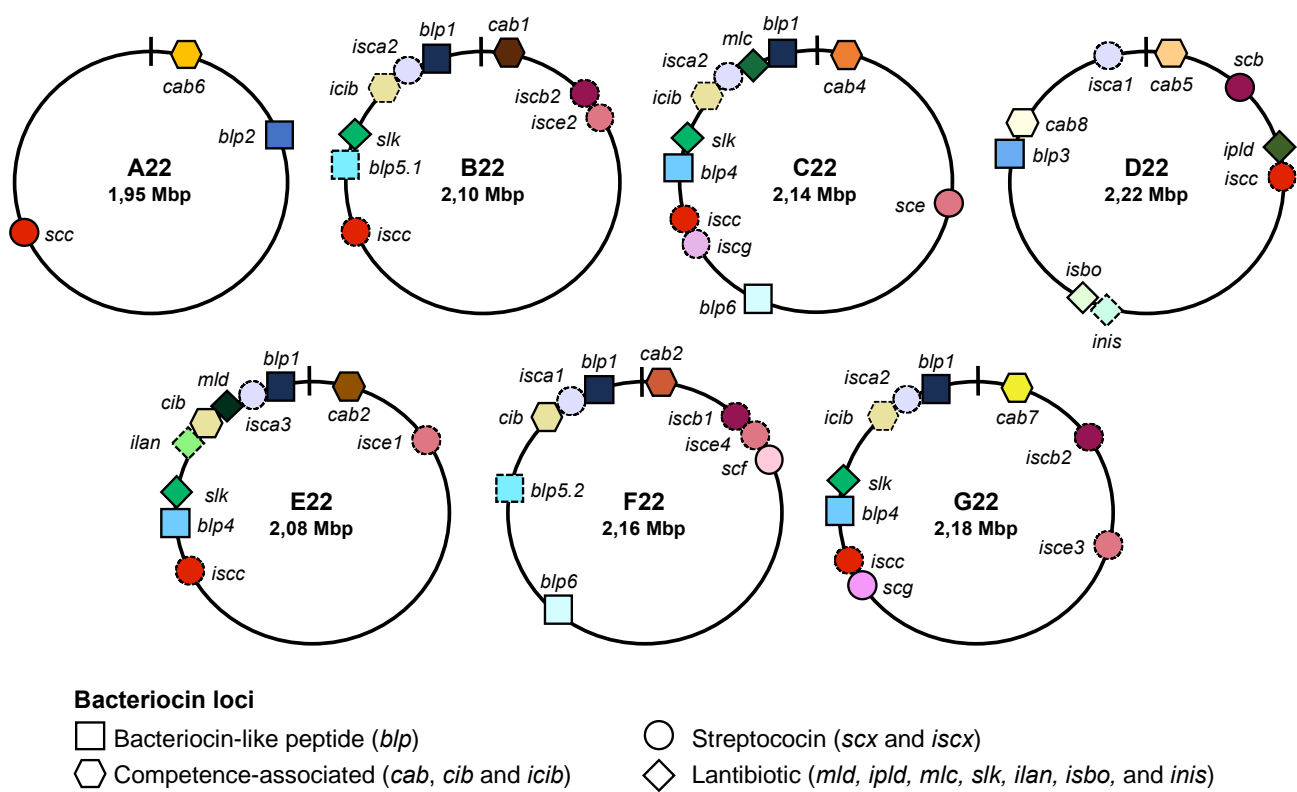 cab6
blp2
A22
1,95 Mbp
scc
blp1
cab1
isca2
icib
iscb2
isce2
slk
blp5.1
B22
2,10 Mbp
iscc
blp1
mlc
isca2
cab4
icib
slk
blp4
C22
2,14 Mbp
sce
iscc
iscg
blp6
isca1
cab5
scb
cab8
blp3
ipld
iscc
D22
2,22 Mbp
isbo
inis
blp1
mld
cib
isca3
cab2
ilan
isce1
slk
blp4
E22
2,08 Mbp
iscc
blp1
cab2
isca1
cib
iscb1
isce4
scf
blp5.2
F22
2,16 Mbp
blp6
blp1
isca2
cab7
icib
iscb2
slk
blp4
G22
2,18 Mbp
isce3
iscc
scg
Bacteriocin loci
Bacteriocin-like peptide (blp)
Streptococin (scx and iscx)
Competence-associated (cab, cib and icib)
Lantibiotic (mld, ipld, mlc, slk, ilan, isbo, and inis)